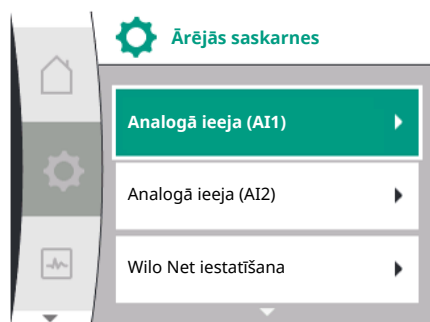 Ārējās saskarnes
Analogā ieeja (AI1)
Analogā ieeja (AI2)
Wilo Net iestatīšana